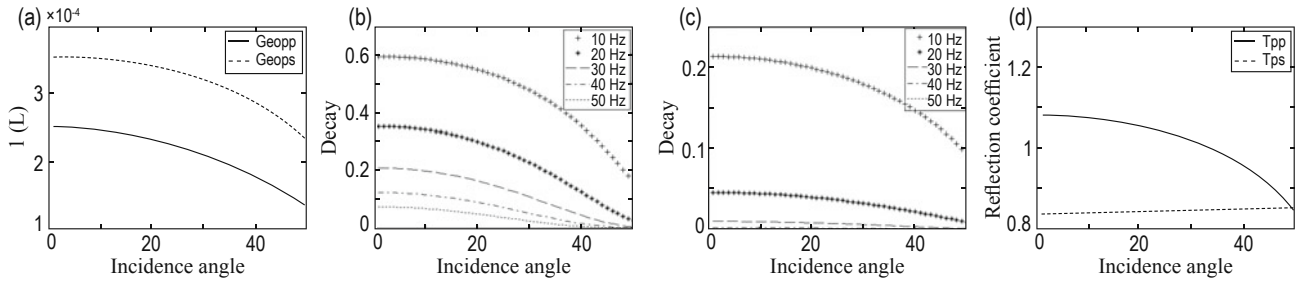 (a) ×10⁻⁴
4
3
2
1
1 (L)
Geopp
Geops
0 20 40
Incidence angle
(b)
0.6
0.4
0.2
0
Decay
10 Hz
20 Hz
30 Hz
40 Hz
50 Hz
0 20 40
Incidence angle
(c)
0.2
0.1
0
Decay
10 Hz
20 Hz
30 Hz
40 Hz
50 Hz
0 20 40
Incidence angle
(d)
1.2
1
0.8
Reflection coefficient
Tpp
Tps
0 20 40
Incidence angle